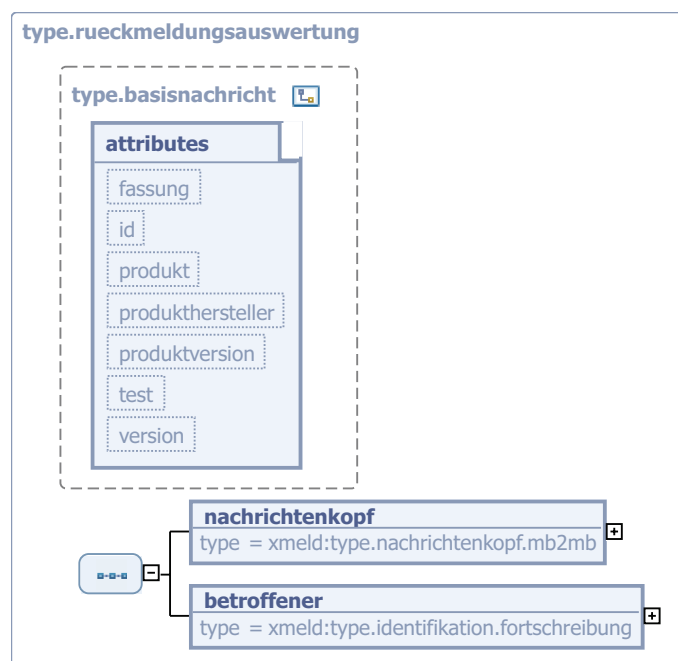 type.rueckmeldungsauswertung
type.basisnachricht
attributes
fassung
id
produkt
produkthersteller
produktversion
test
version
nachrichtenkopf
type = xmeld:type.nachrichtenkopf.mb2mb
betroffener
type = xmeld:type.identifikation.fortschreibung